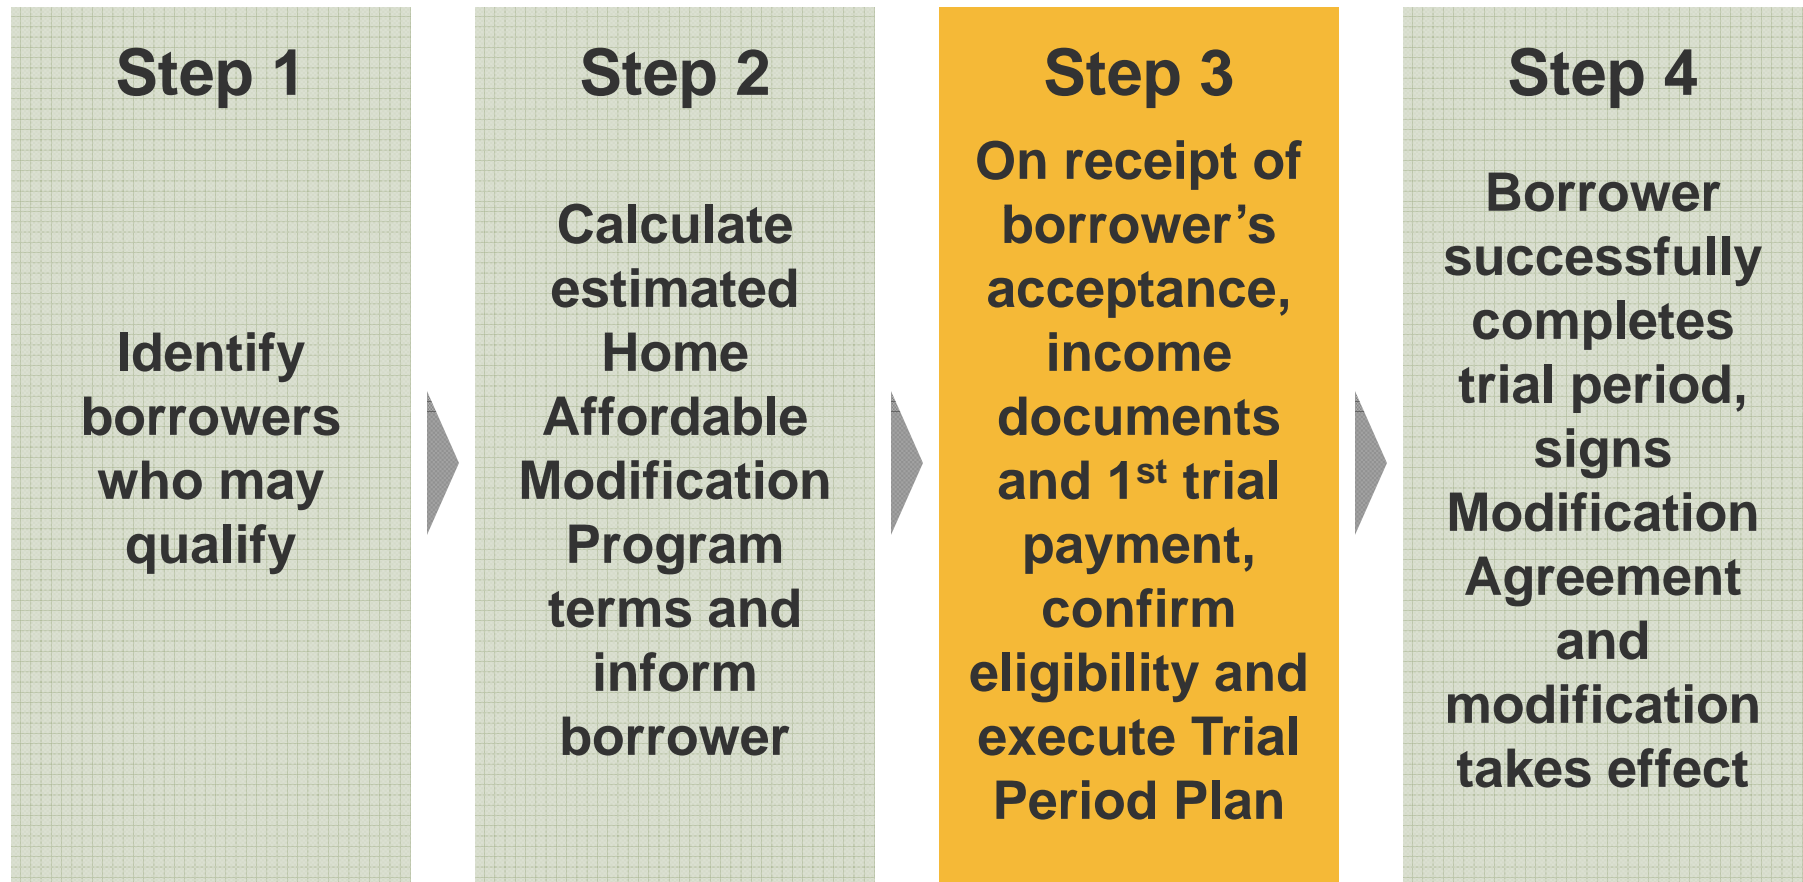 Step 1
Identify
borrowers
who may
qualify
Step 2
Calculate
estimated
Home
Affordable
Modification
Program
terms and
inform
borrower
Step 3
On receipt of
borrower’s
acceptance,
income
documents
and 1st trial
payment,
confirm
eligibility and
execute Trial
Period Plan
Step 4
Borrower
successfully
completes
trial period,
signs
Modification
Agreement
and
modification
takes effect